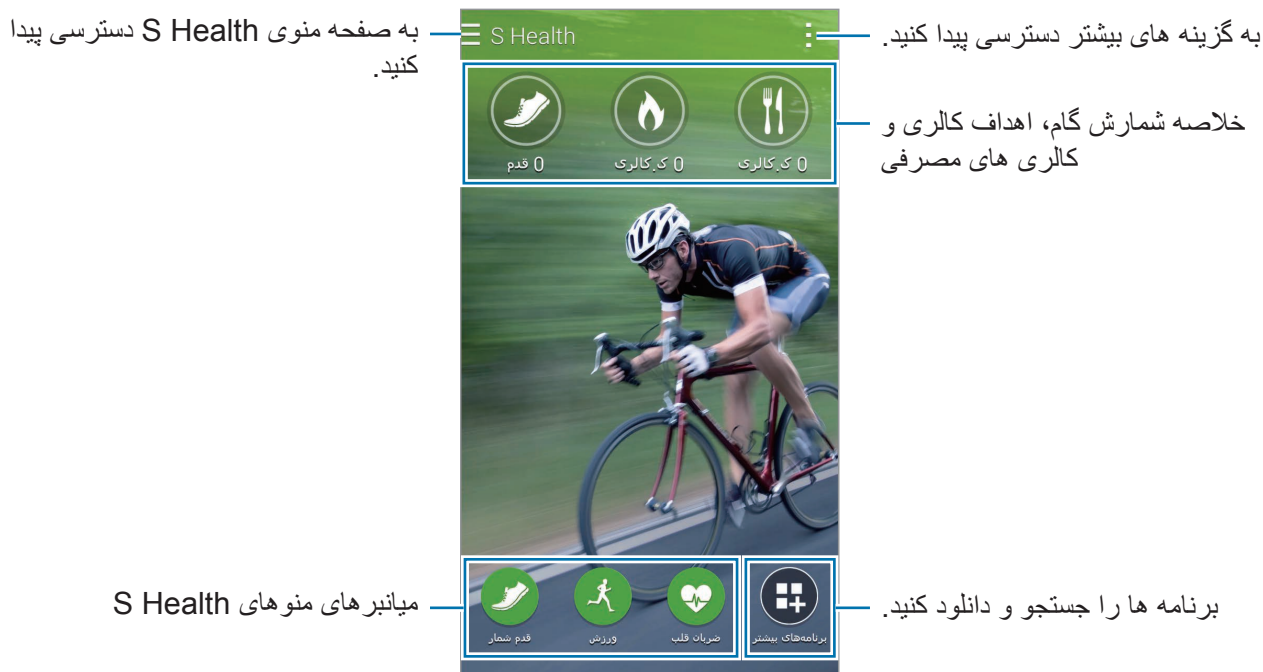 به صفحه منوی S Health دسترسی پیدا
کنید.
S Health
به گزینه های بیشتر دسترسی پیدا کنید.
خلاصه شمارش گام، اهداف کالری و
کالری های مصرفی
0 قدم
0 ک.کالری
0 ک.کالری
میانبرهای منوهای S Health
قدم شمار
ورزش
ضربان قلب
برنامه‌های بیشتر
برنامه ها را جستجو و دانلود کنید.